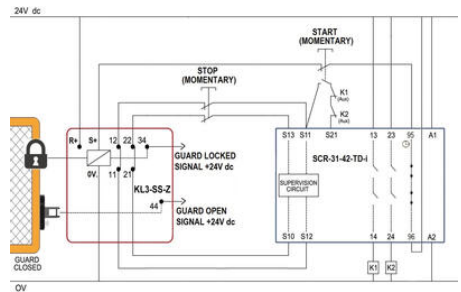 24V dc
START
(MOMENTARY)
STOP
(MOMENTARY)
K1
(Aux)
K2
(Aux)
R+ S+ 12 22 34
GUARD LOCKED
SIGNAL +24V dc
0V. 11 21
KL3-SS-Z
44
GUARD OPEN
SIGNAL +24V dc
GUARD
CLOSED
S13 S11 S21 13 23 95 A1
SCR-31-42-TD-i
SUPERVISION
CIRCUIT
S10 S12 14 24 96 A2
K1 K2
OV